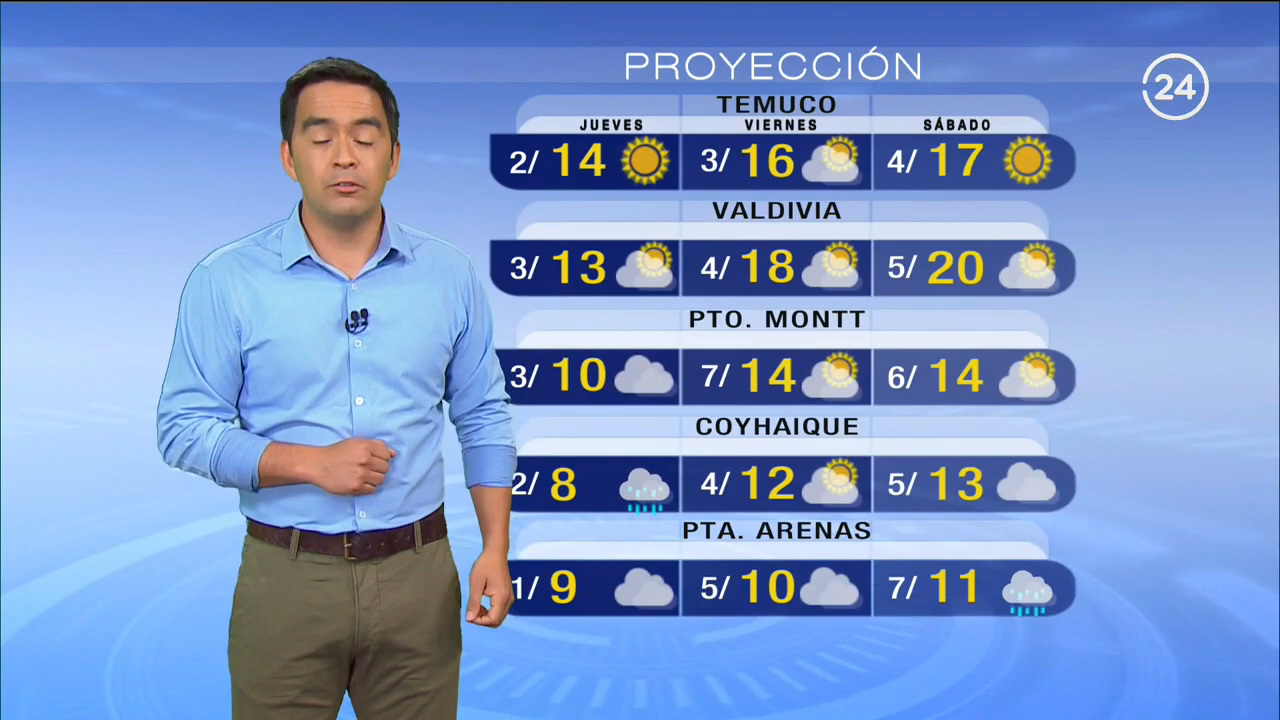 PROYECCIÓN
24
TEMUCO
JUEVES VIERNES SÁBADO
2/ 14 3/ 16 4/ 17
VALDIVIA
3/ 13 4/ 18 5/ 20
PTO. MONTT
3/ 10 7/ 14 6/ 14
COYHAIQUE
2/ 8 4/ 12 5/ 13
PTA. ARENAS
1/ 9 5/ 10 7/ 11